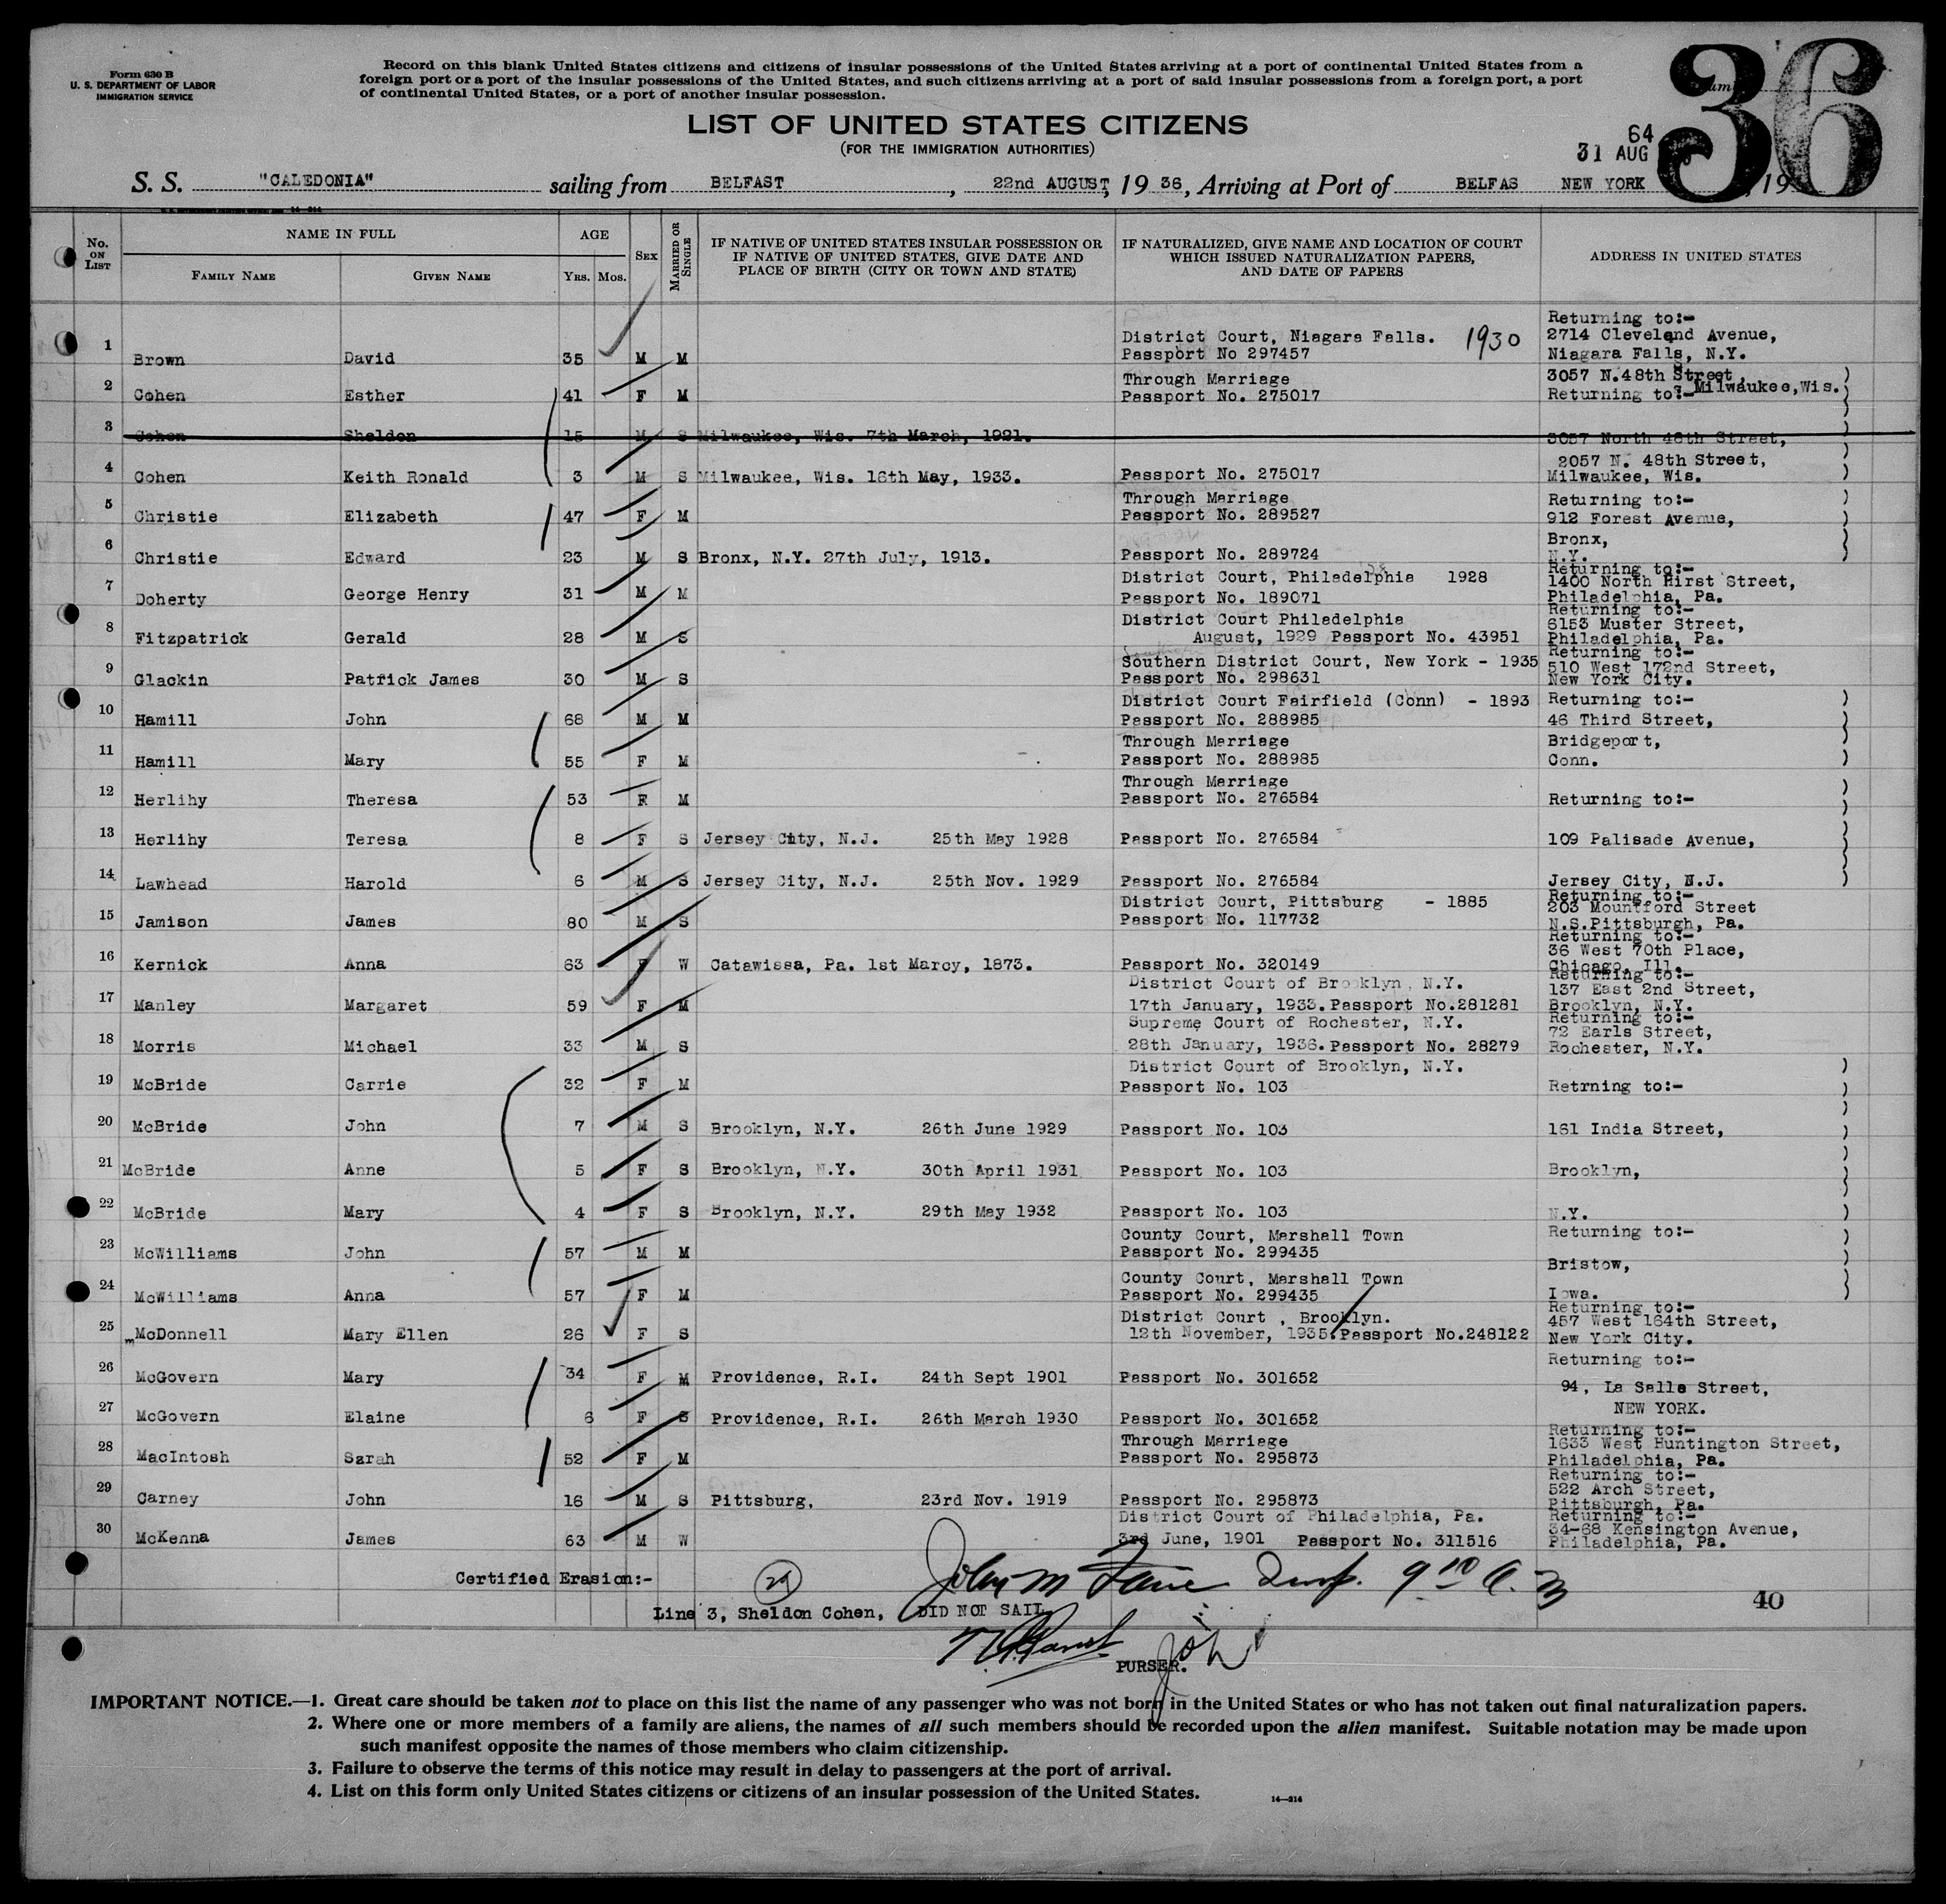 Form 630 B
U. S. DEPARTMENT OF LABOR
IMMIGRATION SERVICE
Record on this blank United States citizens and citizens of insular possessions of the United States arriving at a port of continental United States from a
foreign port or a port of the insular possessions of the United States, and such citizens arriving at a port of said insular possessions from a foreign port, a port
of continental United States, or a port of another insular possession.
36
LIST OF UNITED STATES CITIZENS
(FOR THE IMMIGRATION AUTHORITIES)
64
31 AUG
S. S. "CALEDONIA" sailing from BELFAST, 22nd AUGUST, 19 36, Arriving at Port of BELFAS NEW YORK, 19
No. ON LIST
NAME IN FULL
FAMILY NAME
GIVEN NAME
AGE
YRS.
MOS.
SEX
MARRIED OR SINGLE
IF NATIVE OF UNITED STATES INSULAR POSSESSION OR
IF NATIVE OF UNITED STATES, GIVE DATE AND
PLACE OF BIRTH (CITY OR TOWN AND STATE)
IF NATURALIZED, GIVE NAME AND LOCATION OF COURT
WHICH ISSUED NATURALIZATION PAPERS,
AND DATE OF PAPERS
ADDRESS IN UNITED STATES
Returning to:-
District Court, Niagara Falls. 1930 2714 Cleveland Avenue,
1 Brown David 35 M M Passport No 297457 Niagara Falls, N.Y.
Through Marriage 3057 N.48th Street,
2 Cohen Esther 41 F M Passport No. 275017 Returning to:- Milwaukee,Wis.
3 Cohen Sheldon 15 M S Milwaukee, Wis. 7th March, 1921. 3057 North 48th Street,
2057 N. 48th Street,
4 Cohen Keith Ronald 3 M S Milwaukee, Wis. 18th May, 1933. Passport No. 275017 Milwaukee, Wis.
Through Marriage Returning to:-
5 Christie Elizabeth 47 F M Passport No. 289527 912 Forest Avenue,
Bronx,
6 Christie Edward 23 M S Bronx, N.Y. 27th July, 1913. Passport No. 289724 N.Y.
Returning to:-
District Court, Philadelphia 1928 1400 North Hirst Street,
7 Doherty George Henry 31 M M Passport No. 189071 Philadelphia, Pa.
Returning to:-
District Court Philadelphia 6153 Muster Street,
8 Fitzpatrick Gerald 28 M S August, 1929 Passport No. 43951 Philadelphia, Pa.
Returning to:-
Southern District Court, New York - 1935 510 West 172nd Street,
9 Glackin Patrick James 30 M S Passport No. 298631 New York City.
District Court Fairfield (Conn) - 1893 Returning to:-
10 Hamill John 68 M M Passport No. 288985 46 Third Street,
Through Marriage Bridgeport,
11 Hamill Mary 55 F M Passport No. 288985 Conn.
Through Marriage
12 Herlihy Theresa 53 F M Passport No. 276584 Returning to:-
13 Herlihy Teresa 8 F S Jersey City, N.J. 25th May 1928 Passport No. 276584 109 Palisade Avenue,
14 Lawhead Harold 6 M S Jersey City, N.J. 25th Nov. 1929 Passport No. 276584 Jersey City, N.J.
Returning to:-
District Court, Pittsburg - 1885 203 Mountford Street
15 Jamison James 80 M S Passport No. 117732 N.S.Pittsburgh, Pa.
Returning to:-
36 West 70th Place,
16 Kernick Anna 63 F W Catawissa, Pa. 1st Marcy, 1873. Passport No. 320149 Chicago, Ill.
Returning to:-
District Court of Brooklyn, N.Y. 137 East 2nd Street,
17 Manley Margaret 59 F M 17th January, 1933. Passport No.281281 Brooklyn, N.Y.
Returning to:-
Supreme Court of Rochester, N.Y. 72 Earls Street,
18 Morris Michael 33 M S 28th January, 1936. Passport No. 28279 Rochester, N.Y.
District Court of Brooklyn, N.Y.
19 McBride Carrie 32 F M Passport No. 103 Retrning to:-
20 McBride John 7 M S Brooklyn, N.Y. 26th June 1929 Passport No. 103 161 India Street,
21 McBride Anne 5 F S Brooklyn, N.Y. 30th April 1931 Passport No. 103 Brooklyn,
22 McBride Mary 4 F S Brooklyn, N.Y. 29th May 1932 Passport No. 103 N.Y.
County Court, Marshall Town Returning to:-
23 McWilliams John 57 M M Passport No. 299435
Bristow,
County Court, Marshall Town
24 McWilliams Anna 57 F M Passport No. 299435 Iowa.
Returning to:-
District Court , Brooklyn. 457 West 164th Street,
25 McDonnell Mary Ellen 26 F S 12th November, 1935. Passport No.248122 New York City.
Returning to:-
26 McGovern Mary 34 F M Providence, R.I. 24th Sept 1901 Passport No. 301652
94, La Salle Street,
27 McGovern Elaine 6 F S Providence, R.I. 26th March 1930 Passport No. 301652 NEW YORK.
Returning to:-
Through Marriage 1633 West Huntington Street,
28 MacIntosh Sarah 52 F M Passport No. 295873 Philadelphia, Pa.
Returning to:-
522 Arch Street,
29 Carney John 16 M S Pittsburg, 23rd Nov. 1919 Passport No. 295873 Pittsburgh, Pa.
Returning to:-
District Court of Philadelphia, Pa. 34-68 Kensington Avenue,
30 McKenna James 63 M W 3rd June, 1901 Passport No. 311516 Philadelphia, Pa.
Certified Erasion:- 29 John M
Line 3, Sheldon Cohen, DID NOT SAIL
40
PURSER.
IMPORTANT NOTICE.—1. Great care should be taken not to place on this list the name of any passenger who was not born in the United States or who has not taken out final naturalization papers.
2. Where one or more members of a family are aliens, the names of all such members should be recorded upon the alien manifest. Suitable notation may be made upon
such manifest opposite the names of those members who claim citizenship.
3. Failure to observe the terms of this notice may result in delay to passengers at the port of arrival.
4. List on this form only United States citizens or citizens of an insular possession of the United States.
14—214